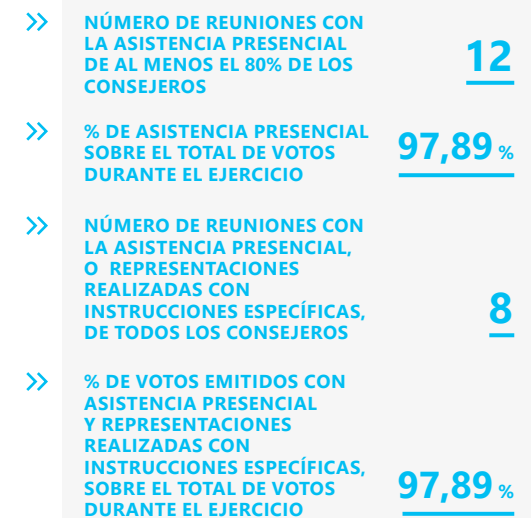 NÚMERO DE REUNIONES CON
LA ASISTENCIA PRESENCIAL
DE AL MENOS EL 80% DE LOS
CONSEJEROS
12
% DE ASISTENCIA PRESENCIAL
SOBRE EL TOTAL DE VOTOS
DURANTE EL EJERCICIO
97,89 %
NÚMERO DE REUNIONES CON
LA ASISTENCIA PRESENCIAL,
O REPRESENTACIONES
REALIZADAS CON
INSTRUCCIONES ESPECÍFICAS,
DE TODOS LOS CONSEJEROS
8
% DE VOTOS EMITIDOS CON
ASISTENCIA PRESENCIAL
Y REPRESENTACIONES
REALIZADAS CON
INSTRUCCIONES ESPECÍFICAS,
SOBRE EL TOTAL DE VOTOS
DURANTE EL EJERCICIO
97,89 %